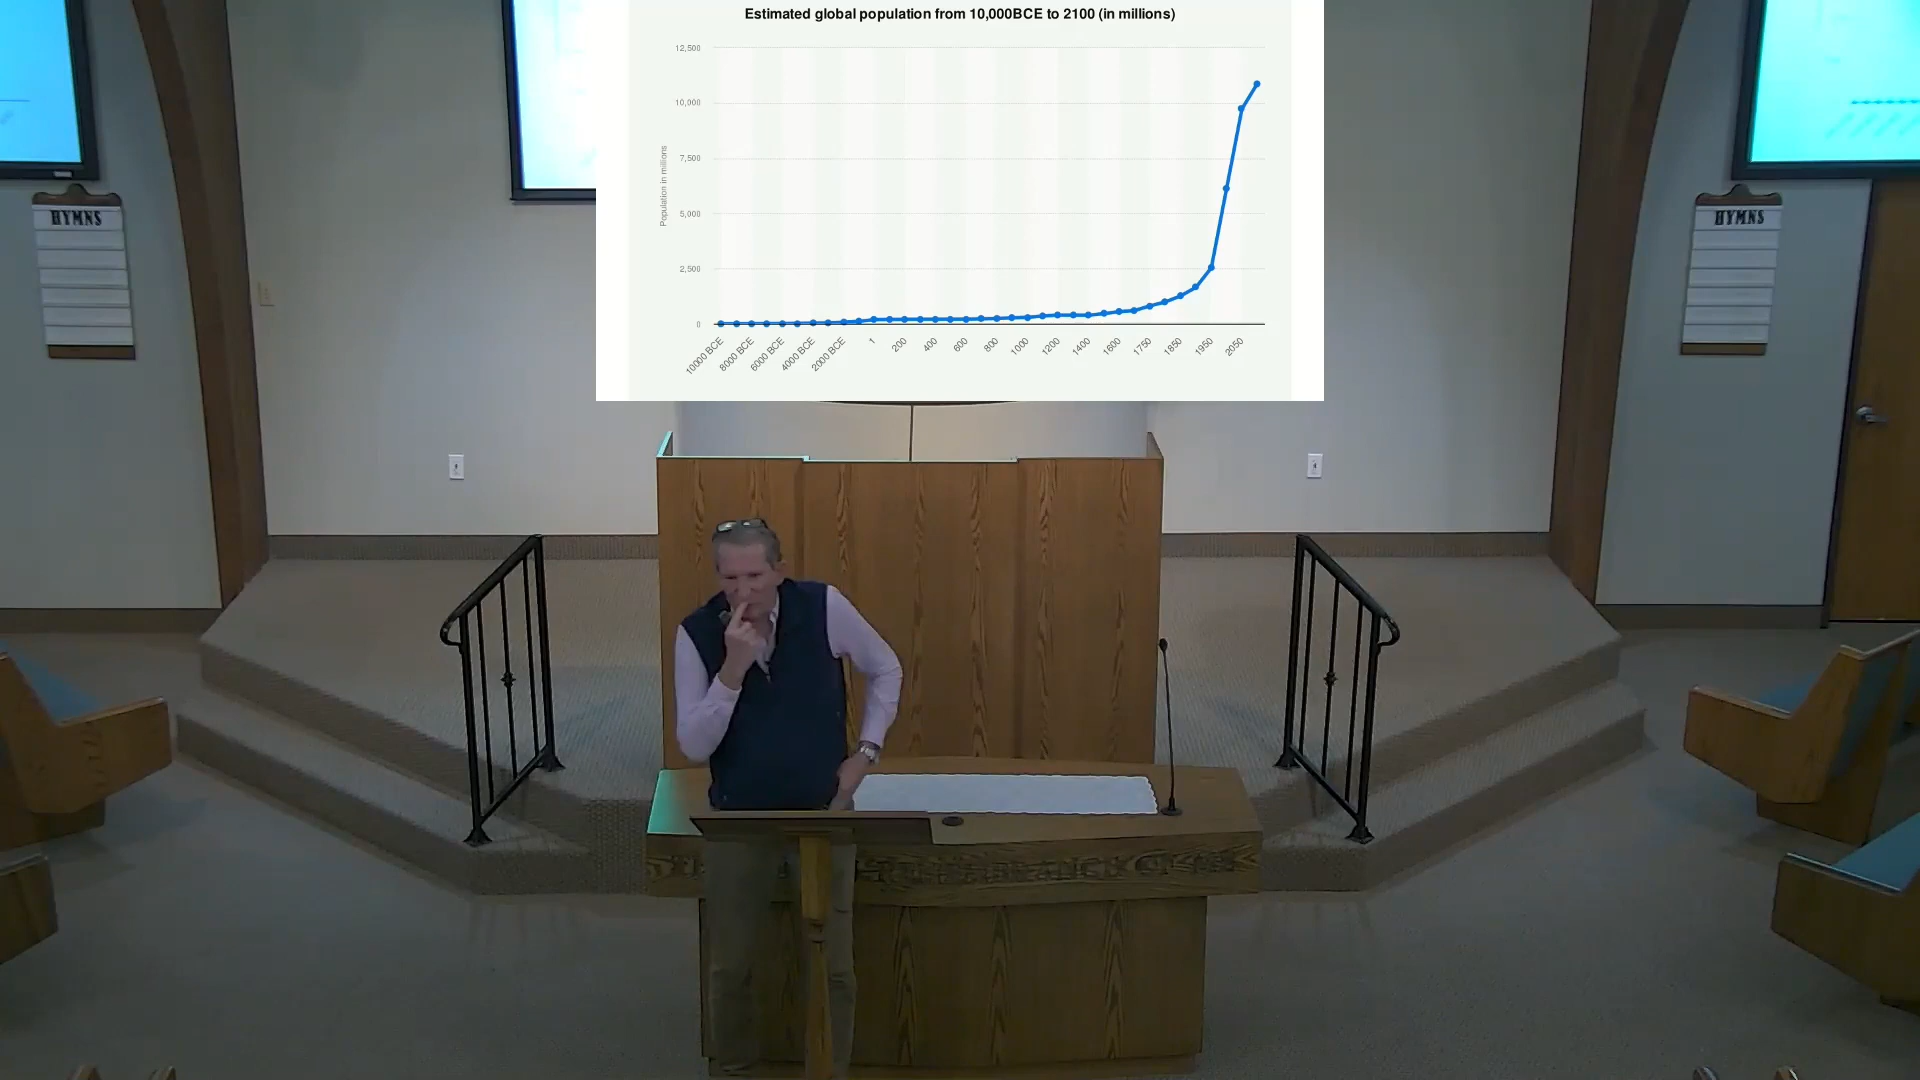 Estimated global population from 10,000BCE to 2100 (in millions)
12,500
10,000
7,500
5,000
2,500
0
Population in millions
10000 BCE
8000 BCE
6000 BCE
4000 BCE
2000 BCE
1
200
400
600
800
1000
1200
1400
1600
1750
1850
1950
2050
HYMNS
HYMNS